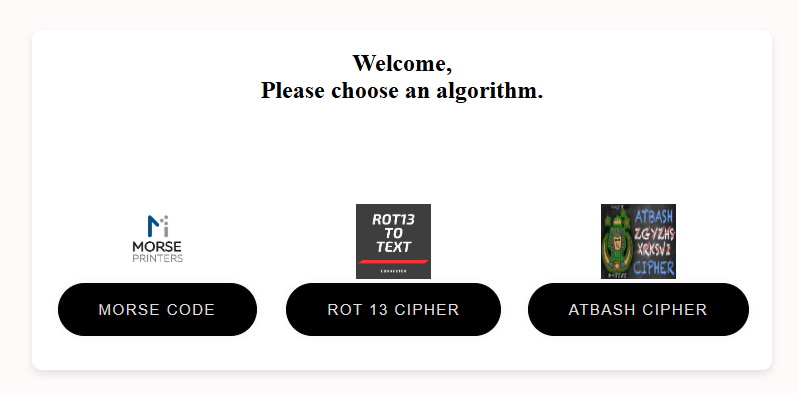 Welcome,
Please choose an algorithm.
MORSE
PRINTERS
ROT13
TO
TEXT
CONVERTER
ATBASH
ZGYZHS
XRKSVI
CIPHER
MORSE CODE
ROT 13 CIPHER
ATBASH CIPHER